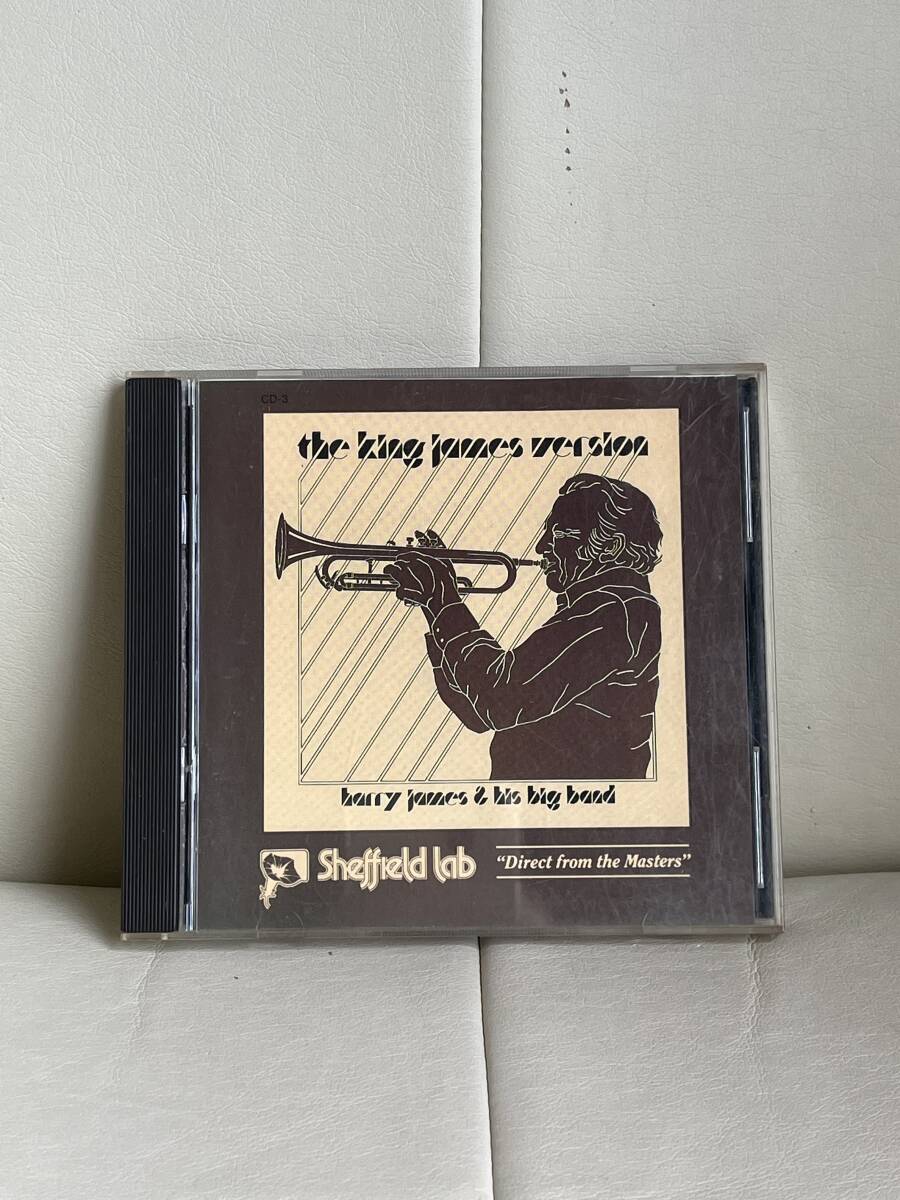 CD-3
the king james version
harry james & his big band
Sheffield Lab
"Direct from the Masters"